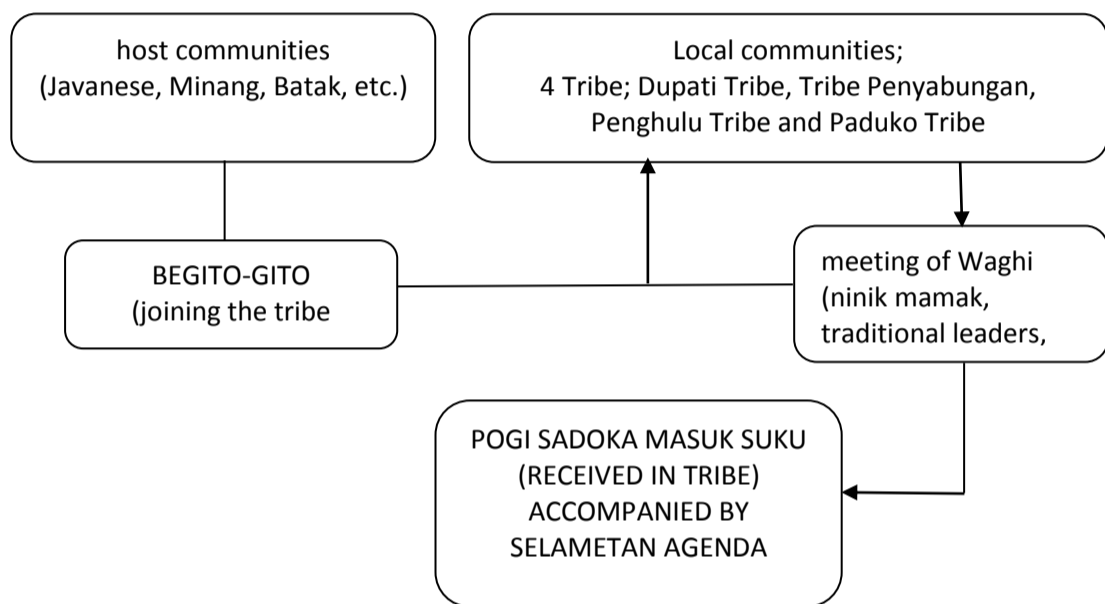 host communities
(Javanese, Minang, Batak, etc.)
Local communities;
4 Tribe; Dupati Tribe, Tribe Penyabungan,
Penghulu Tribe and Paduko Tribe
BEGITO-GITO
(joining the tribe
meeting of Waghi
(ninik mamak,
traditional leaders,
POGI SADOKA MASUK SUKU
(RECEIVED IN TRIBE)
ACCOMPANIED BY
SELAMETAN AGENDA